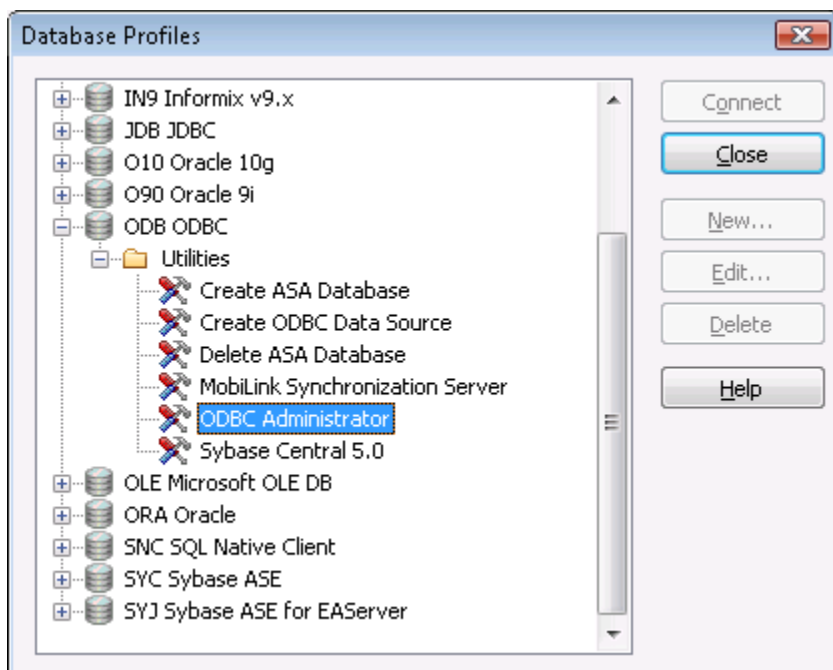 Database Profiles
IN9 Informix v9.x
JDB JDBC
O10 Oracle 10g
O90 Oracle 9i
ODB ODBC
Utilities
Create ASA Database
Create ODBC Data Source
Delete ASA Database
MobiLink Synchronization Server
ODBC Administrator
Sybase Central 5.0
OLE Microsoft OLE DB
ORA Oracle
SNC SQL Native Client
SYC Sybase ASE
SYJ Sybase ASE for EAServer
Connect
Close
New...
Edit...
Delete
Help